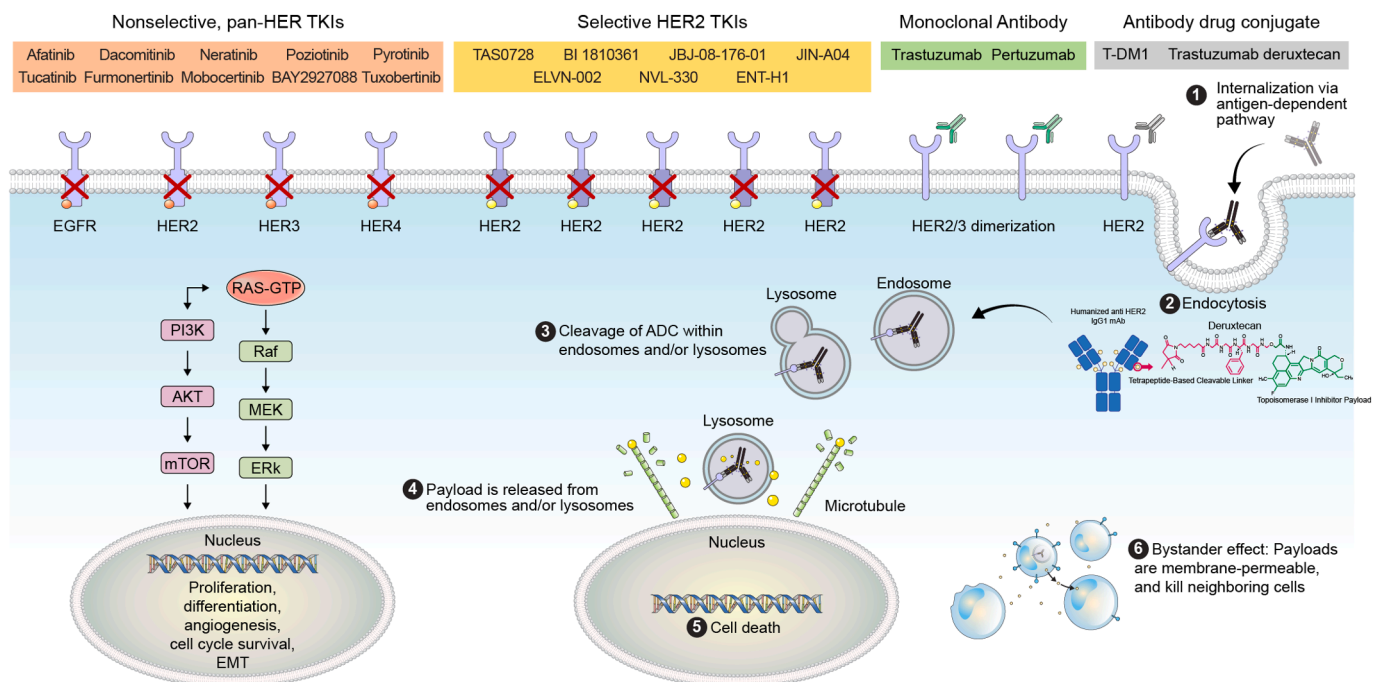 Nonselective, pan-HER TKIs
Afatinib Dacomitinib Neratinib Poziotinib Pyrotinib
Tucatinib Furmonertinib Mobocertinib BAY2927088 Tuxobertinib
Selective HER2 TKIs
TAS0728 BI 1810361 JBJ-08-176-01 JIN-A04
ELVN-002 NVL-330 ENT-H1
Monoclonal Antibody
Trastuzumab Pertuzumab
Antibody drug conjugate
T-DM1 Trastuzumab deruxtecan
1 Internalization via
antigen-dependent
pathway
EGFR HER2 HER3 HER4 HER2 HER2 HER2 HER2 HER2 HER2/3 dimerization HER2
2 Endocytosis
RAS-GTP
PI3K
Raf
AKT
MEK
mTOR
ERk
Nucleus
Proliferation,
differentiation,
angiogenesis,
cell cycle survival,
EMT
Endosome
Lysosome
3 Cleavage of ADC within
endosomes and/or lysosomes
Humanized anti HER2
IgG1 mAb
Deruxtecan
Tetrapeptide-Based Cleavable Linker
Topoisomerase I Inhibitor Payload
Lysosome
4 Payload is released from
endosomes and/or lysosomes
Microtubule
Nucleus
5 Cell death
6 Bystander effect: Payloads
are membrane-permeable,
and kill neighboring cells